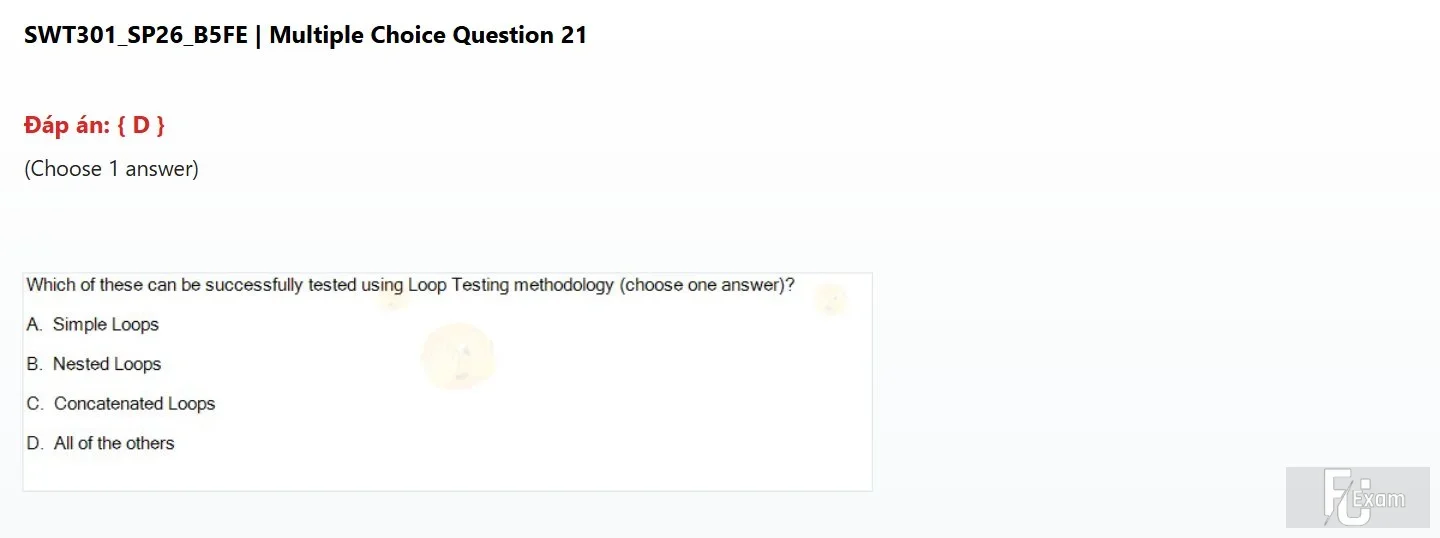 SWT301_SP26_B5FE | Multiple Choice Question 21
Đáp án: { D }
(Choose 1 answer)
Which of these can be successfully tested using Loop Testing methodology (choose one answer)?
A. Simple Loops
B. Nested Loops
C. Concatenated Loops
D. All of the others
FU Exam